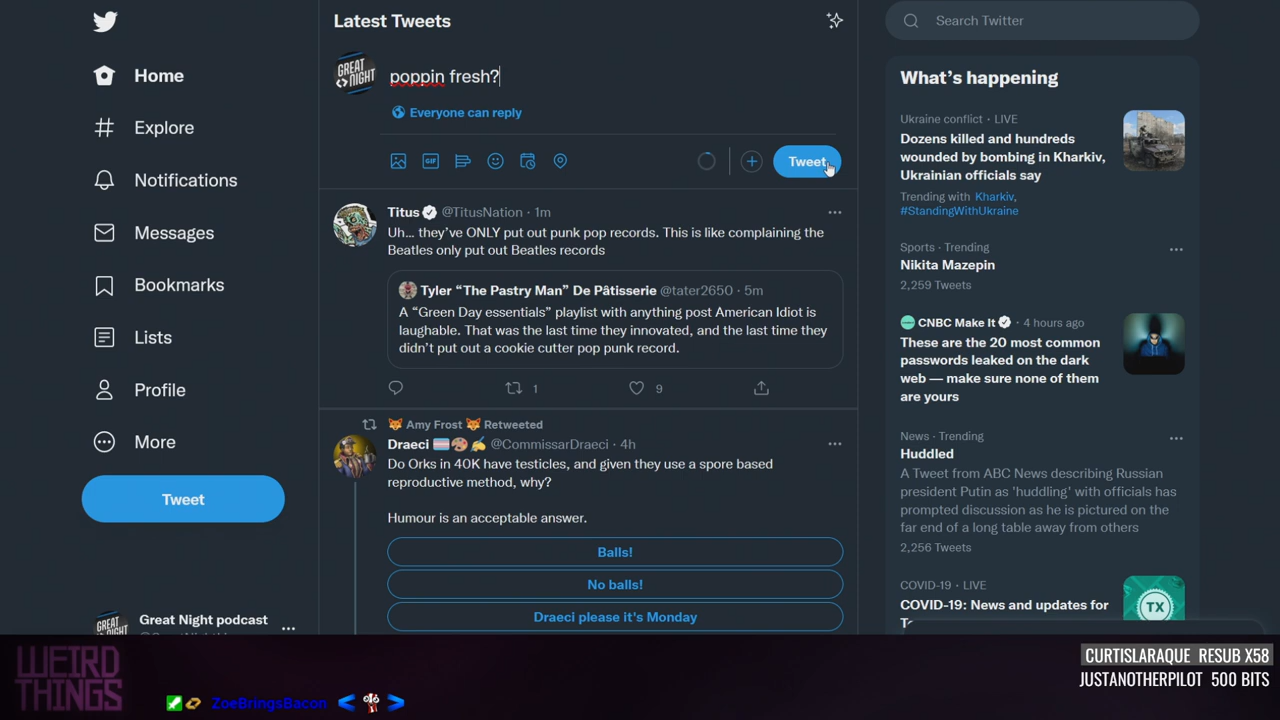 Home
Explore
Notifications
Messages
Bookmarks
Lists
Profile
More
Tweet
Great Night podcast
Latest Tweets
GREAT
NIGHT
poppin fresh?
Everyone can reply
GIF
Tweet
Titus @TitusNation · 1m
Uh... they've ONLY put out punk pop records. This is like complaining the
Beatles only put out Beatles records
Tyler “The Pastry Man” De Pâtisserie @tater2650 · 5m
A “Green Day essentials” playlist with anything post American Idiot is
laughable. That was the last time they innovated, and the last time they
didn’t put out a cookie cutter pop punk record.
1
9
Amy Frost Retweeted
Draeci @CommissarDraeci · 4h
Do Orks in 40K have testicles, and given they use a spore based
reproductive method, why?
Humour is an acceptable answer.
Balls!
No balls!
Draeci please it's Monday
Search Twitter
What’s happening
Ukraine conflict · LIVE
Dozens killed and hundreds
wounded by bombing in Kharkiv,
Ukrainian officials say
Trending with Kharkiv,
#StandingWithUkraine
Sports · Trending
Nikita Mazepin
2,259 Tweets
CNBC Make It · 4 hours ago
These are the 20 most common
passwords leaked on the dark
web — make sure none of them
are yours
News · Trending
Huddled
A Tweet from ABC News describing Russian
president Putin as 'huddling' with officials has
prompted discussion as he is pictured on the
far end of a long table away from others
2,256 Tweets
COVID-19 · LIVE
COVID-19: News and updates for
TX
WEIRD
THINGS
ZoeBringsBacon
CURTISLARAQUE RESUB X58
JUSTANOTHERPILOT 500 BITS